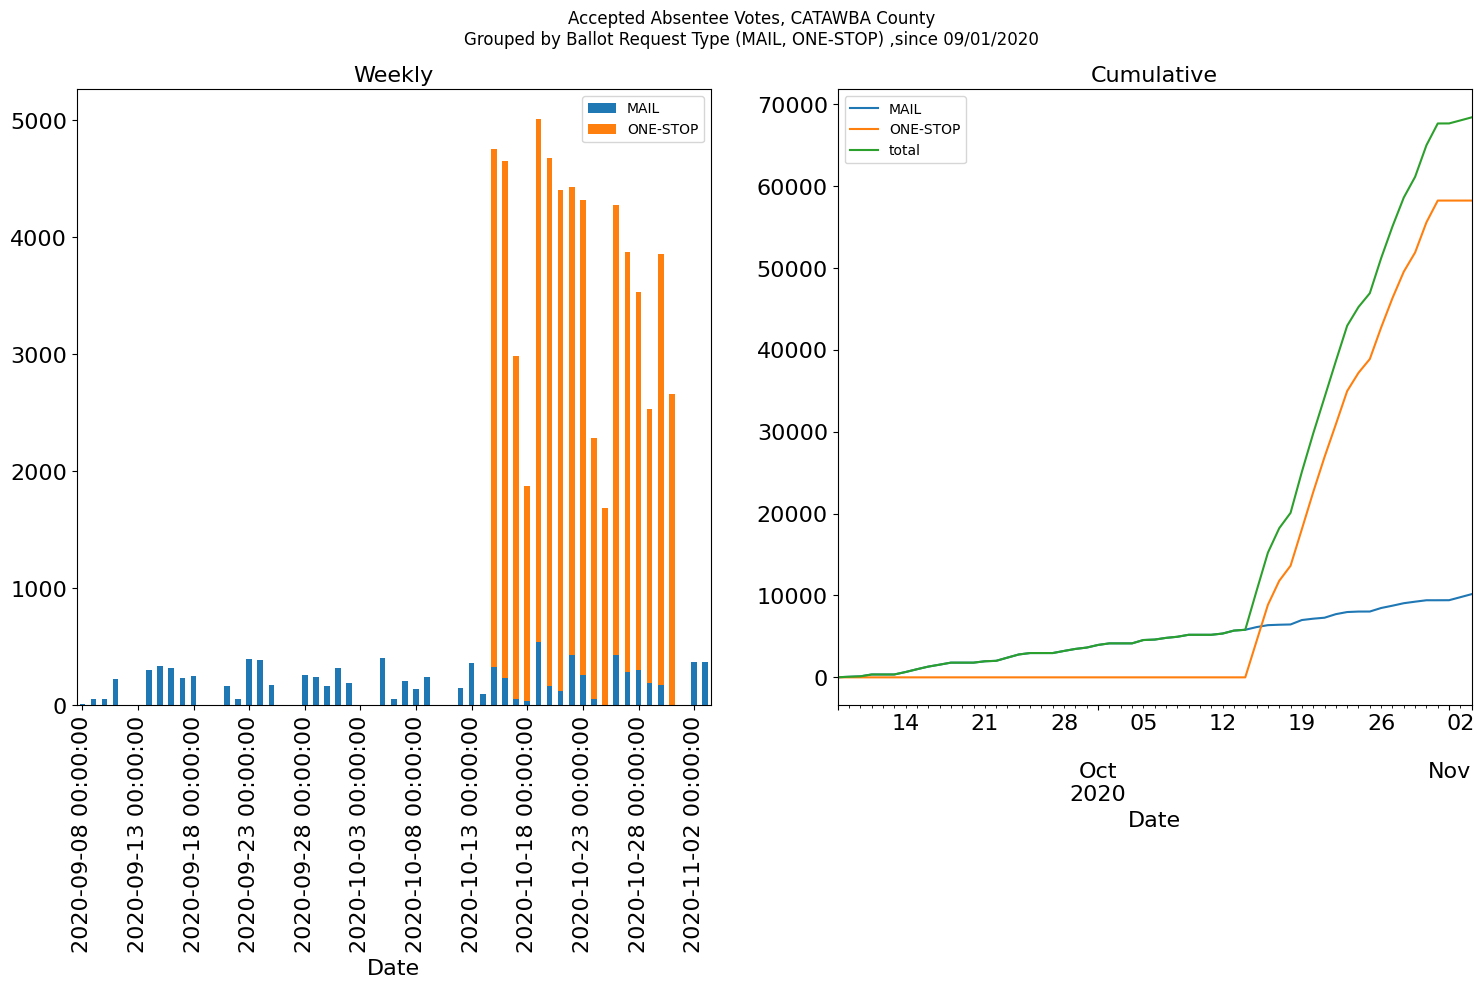 Accepted Absentee Votes, CATAWBA County
Grouped by Ballot Request Type (MAIL, ONE-STOP) ,since 09/01/2020
Weekly
MAIL
ONE-STOP
5000
4000
3000
2000
1000
0
2020-09-08 00:00:00
2020-09-13 00:00:00
2020-09-18 00:00:00
2020-09-23 00:00:00
2020-09-28 00:00:00
2020-10-03 00:00:00
2020-10-08 00:00:00
2020-10-13 00:00:00
2020-10-18 00:00:00
2020-10-23 00:00:00
2020-10-28 00:00:00
2020-11-02 00:00:00
Date
Cumulative
MAIL
ONE-STOP
total
70000
60000
50000
40000
30000
20000
10000
0
14 21 28 05 12 19 26 02
Oct Nov
2020
Date